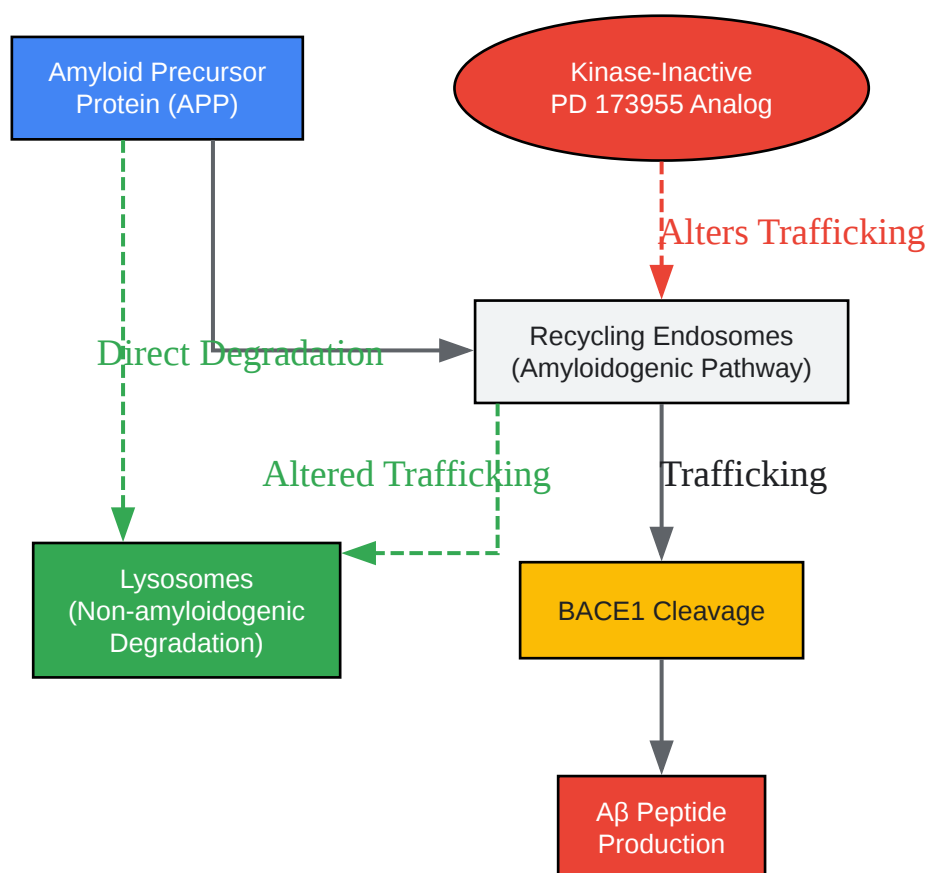 Amyloid Precursor
Protein (APP)
Kinase-Inactive
PD 173955 Analog
Alters Trafficking
Direct Degradation
Recycling Endosomes
(Amyloidogenic Pathway)
Altered Trafficking
Trafficking
Lysosomes
(Non-amyloidogenic
Degradation)
BACE1 Cleavage
Aβ Peptide
Production